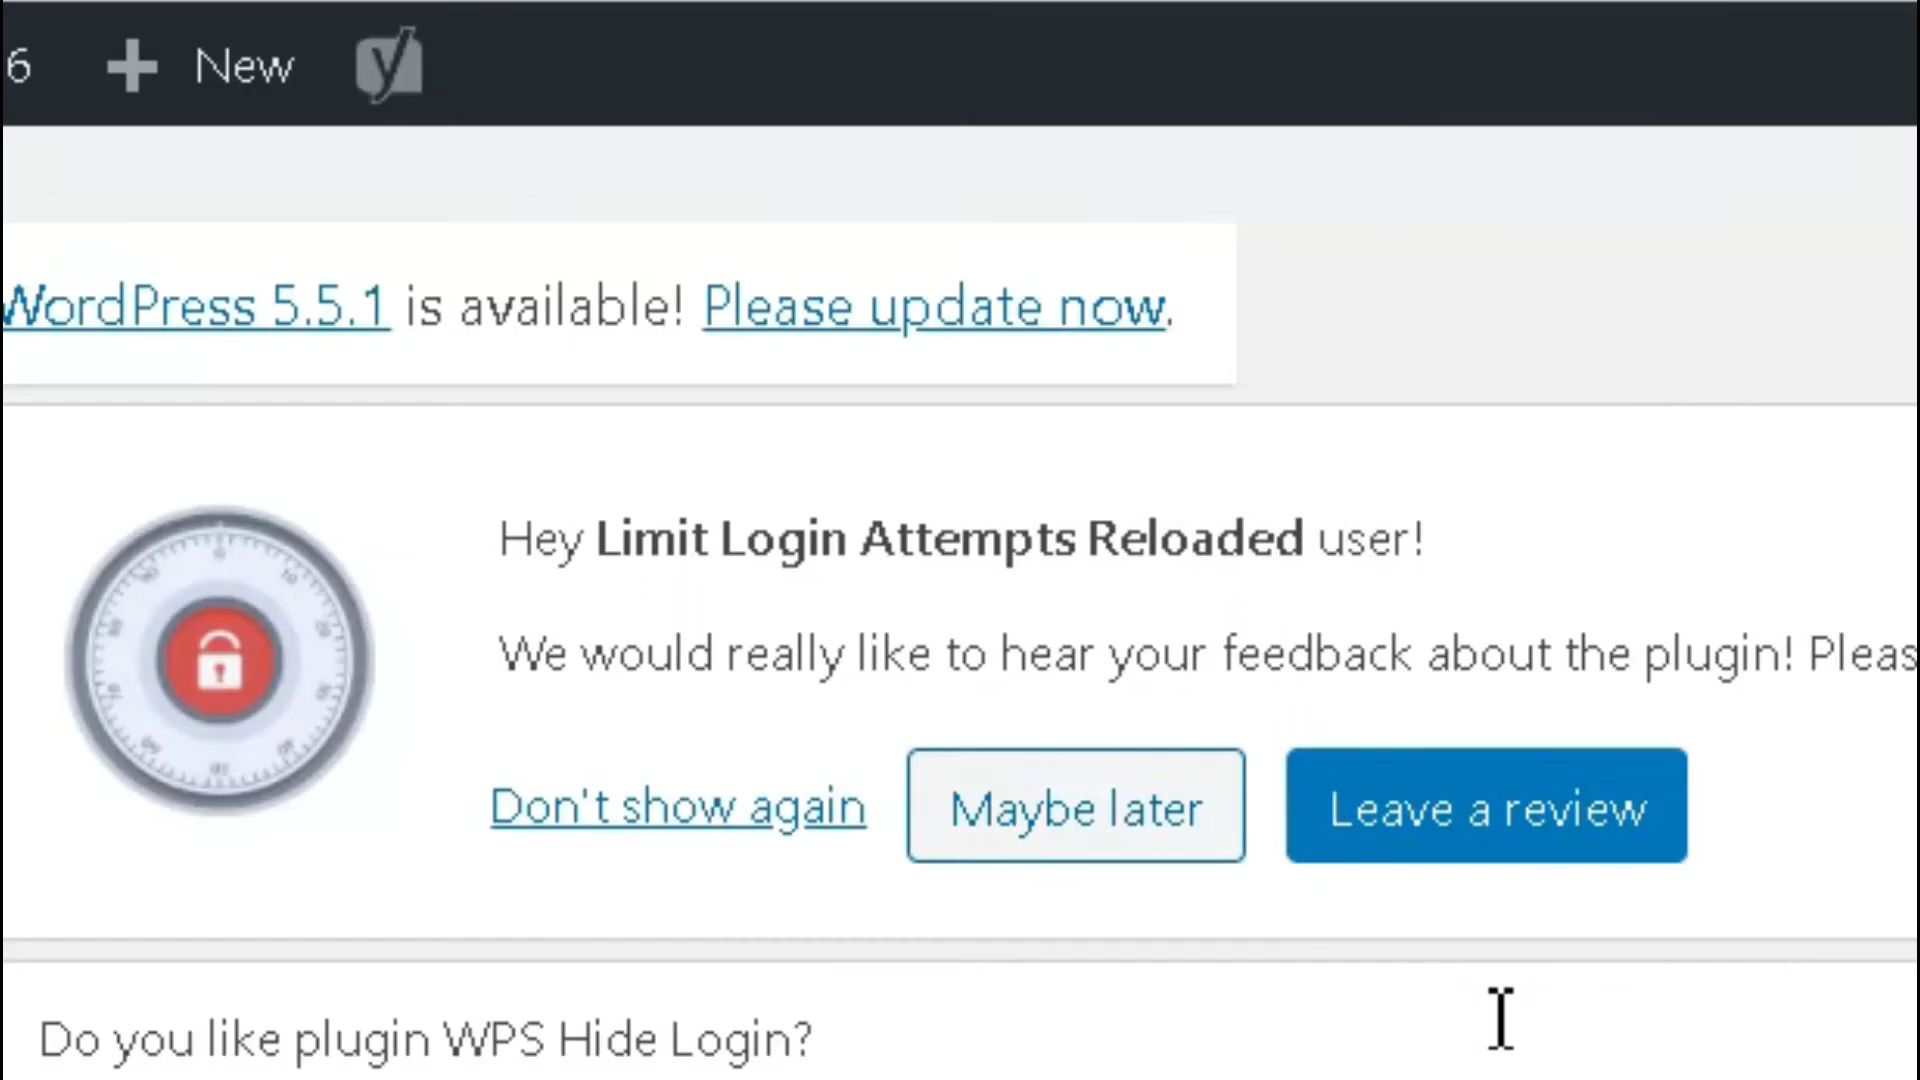 6 New
WordPress 5.5.1 is available! Please update now.
Hey Limit Login Attempts Reloaded user!
We would really like to hear your feedback about the plugin! Pleas
Don't show again Maybe later Leave a review
Do you like plugin WPS Hide Login?